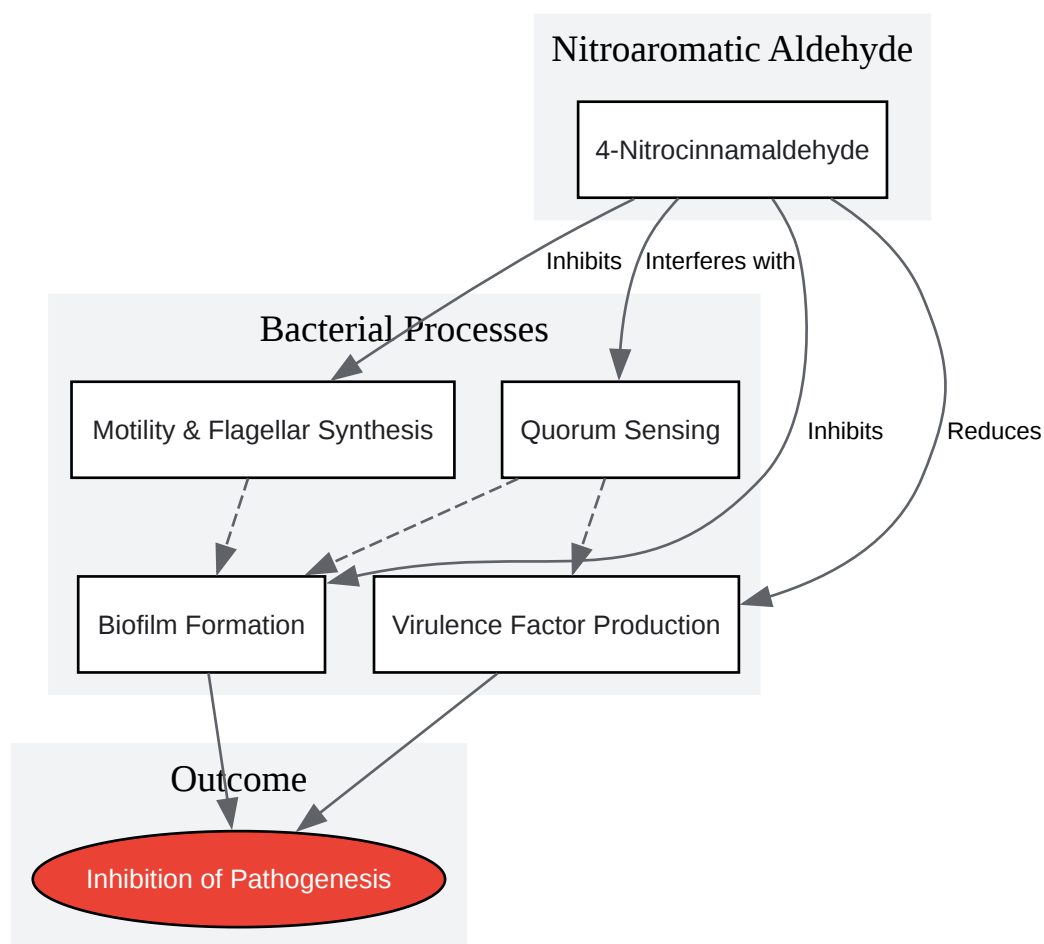 Nitroaromatic Aldehyde
4-Nitrocinnamaldehyde
Inhibits
Interferes with
Bacterial Processes
Motility & Flagellar Synthesis
Quorum Sensing
Inhibits
Reduces
Biofilm Formation
Virulence Factor Production
Outcome
Inhibition of Pathogenesis